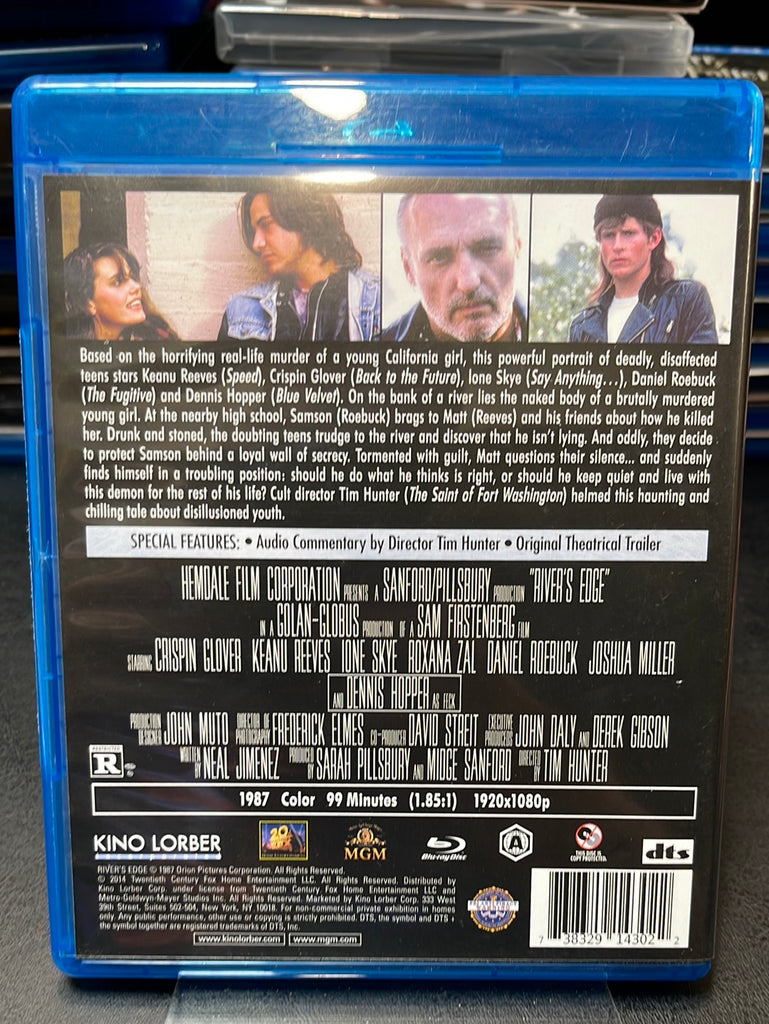 Based on the horrifying real-life murder of a young California girl, this powerful portrait of deadly, disaffected
teens stars Keanu Reeves (Speed), Crispin Glover (Back to the Future), Ione Skye (Say Anything...), Daniel Roebuck
(The Fugitive) and Dennis Hopper (Blue Velvet). On the bank of a river lies the naked body of a brutally murdered
young girl. At the nearby high school, Samson (Roebuck) brags to Matt (Reeves) and his friends about how he killed
her. Drunk and stoned, the doubting teens trudge to the river and discover that he isn't lying. And oddly, they decide
to protect Samson behind a loyal wall of secrecy. Tormented with guilt, Matt questions their silence... and suddenly
finds himself in a troubling position: should he do what he thinks is right, or should he keep quiet and live with
this demon for the rest of his life? Cult director Tim Hunter (The Saint of Fort Washington) helmed this haunting and
chilling tale about disillusioned youth.
SPECIAL FEATURES: • Audio Commentary by Director Tim Hunter • Original Theatrical Trailer
HEMDALE FILM CORPORATION PRESENTS A SANFORD/PILLSBURY PRODUCTION "RIVER'S EDGE"
IN A GOLAN-GLOBUS PRODUCTION OF A SAM FIRSTENBERG FILM
STARRING CRISPIN GLOVER KEANU REEVES IONE SKYE ROXANA ZAL DANIEL ROEBUCK JOSHUA MILLER
AND DENNIS HOPPER AS FECK
PRODUCTION DESIGNER JOHN MUTO DIRECTOR OF PHOTOGRAPHY FREDERICK ELMES CO-PRODUCER DAVID STREIT EXECUTIVE PRODUCERS JOHN DALY AND DEREK GIBSON
WRITTEN BY NEAL JIMENEZ PRODUCED BY SARAH PILLSBURY AND MIDGE SANFORD DIRECTED BY TIM HUNTER
RESTRICTED
R
1987 Color 99 Minutes (1.85:1) 1920x1080p
KINO LORBER
incorporated
20th CENTURY FOX
MGM
Blu-ray Disc
A
THIS DISC IS
COPY PROTECTED.
dts
RIVER'S EDGE © 1987 Orion Pictures Corporation. All Rights Reserved.
© 2014 Twentieth Century Fox Home Entertainment LLC. All Rights Reserved. Distributed by
Kino Lorber Corp. under license from Twentieth Century Fox Home Entertainment LLC and
Metro-Goldwyn-Mayer Studios Inc. All Rights Reserved. Marketed by Kino Lorber Corp. 333 West
39th Street, Suites 502-504, New York, NY 10018. For non-commercial private exhibition in homes
only. Any public performance, other use or copying is strictly prohibited. DTS, the symbol and DTS +
the symbol together are registered trademarks of DTS, Inc.
www.kinolorber.com www.mgm.com
7 38329 14302 2